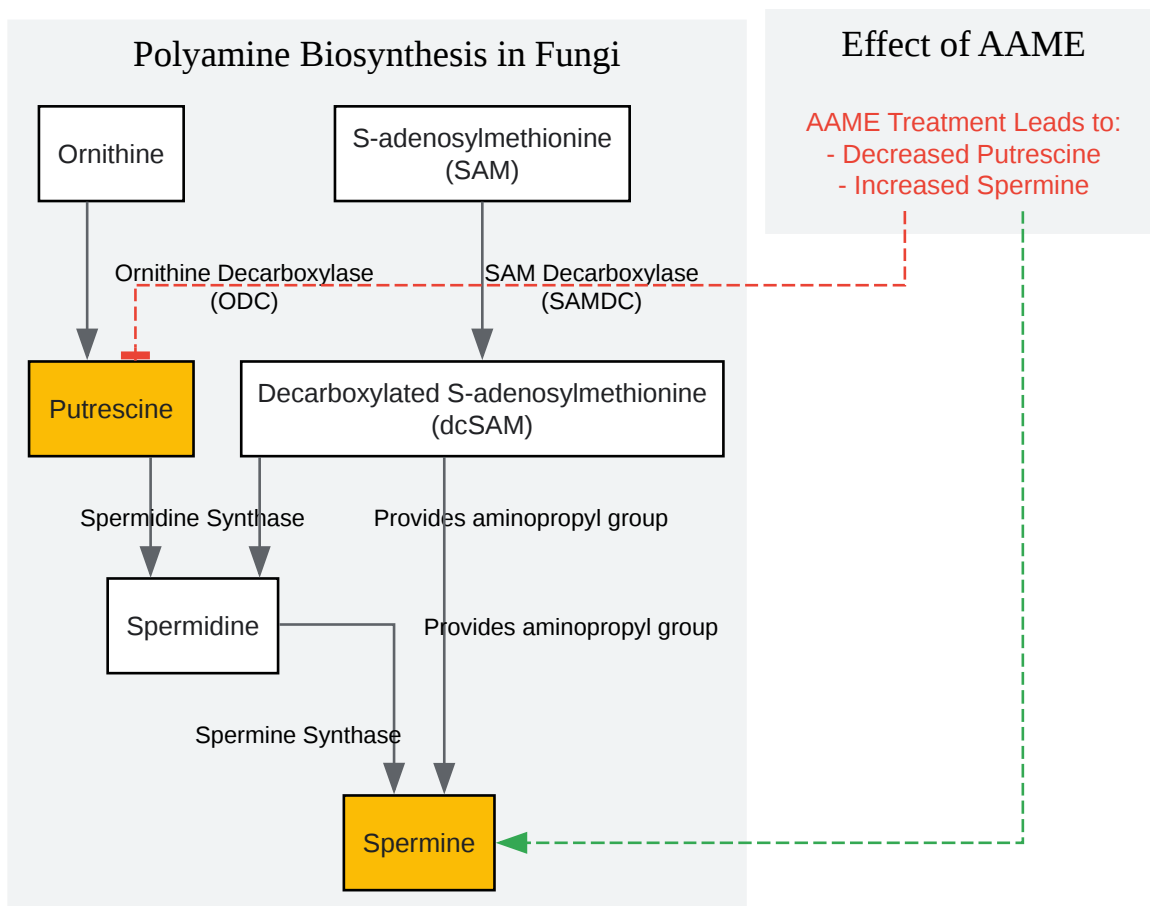 Polyamine Biosynthesis in Fungi
Effect of AAME
Ornithine
S-adenosylmethionine
(SAM)
AAME Treatment Leads to:
- Decreased Putrescine
- Increased Spermine
Ornithine Decarboxylase
(ODC)
SAM Decarboxylase
(SAMDC)
Putrescine
Decarboxylated S-adenosylmethionine
(dcSAM)
Spermidine Synthase
Provides aminopropyl group
Spermidine
Provides aminopropyl group
Spermine Synthase
Spermine